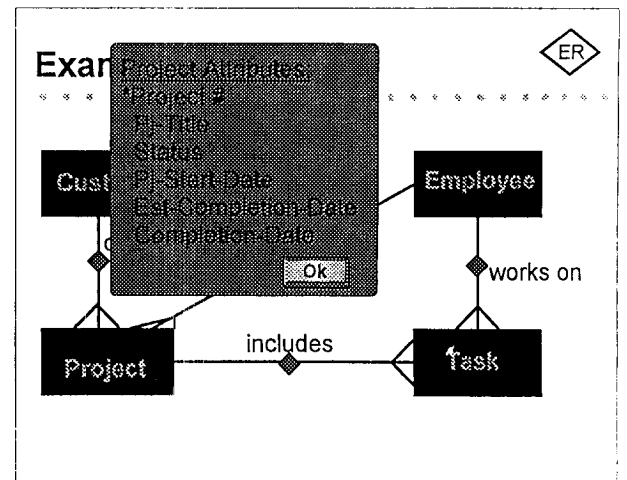 Exam
ER
Project Attributes
*Project #
Pj-Title
Status
Pj-Start-Date
Est-Completion-Date
Completion-Date
Ok
Cust
Employee
works on
includes
Project
Task